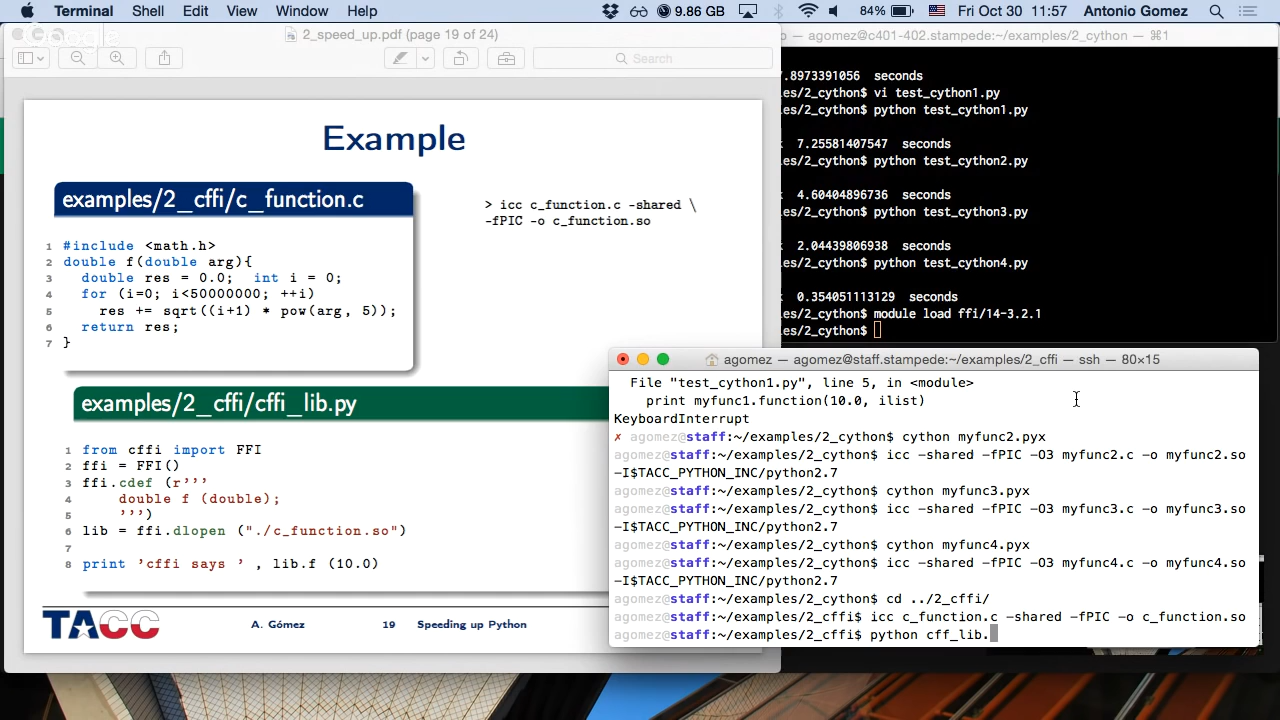 Terminal Shell Edit View Window Help 9.86 GB 84% Fri Oct 30 11:57 Antonio Gomez
Google
2_speed_up.pdf (page 19 of 24)
Search
Example
examples/2_cffi/c_function.c
1 #include <math.h>
2 double f(double arg){
3 double res = 0.0; int i = 0;
4 for (i=0; i<50000000; ++i)
5 res += sqrt((i+1) * pow(arg, 5));
6 return res;
7 }
> icc c_function.c -shared \
-fPIC -o c_function.so
examples/2_cffi/cffi_lib.py
1 from cffi import FFI
2 ffi = FFI()
3 ffi.cdef (r'''
4 double f (double);
5 ''')
6 lib = ffi.dlopen ("./c_function.so")
7
8 print 'cffi says ' , lib.f (10.0)
TACC
A. Gómez 19 Speeding up Python
— agomez@c401-402.stampede:~/examples/2_cython — ⌘1
.8973391056 seconds
es/2_cython$ vi test_cython1.py
es/2_cython$ python test_cython1.py
7.25581407547 seconds
es/2_cython$ python test_cython2.py
4.60404896736 seconds
es/2_cython$ python test_cython3.py
2.04439806938 seconds
es/2_cython$ python test_cython4.py
0.354051113129 seconds
es/2_cython$ module load ffi/14-3.2.1
es/2_cython$
agomez — agomez@staff.stampede:~/examples/2_cffi — ssh — 80×15
File "test_cython1.py", line 5, in <module>
print myfunc1.function(10.0, ilist)
KeyboardInterrupt
✗ agomez@staff:~/examples/2_cython$ cython myfunc2.pyx
agomez@staff:~/examples/2_cython$ icc -shared -fPIC -O3 myfunc2.c -o myfunc2.so
-I$TACC_PYTHON_INC/python2.7
agomez@staff:~/examples/2_cython$ cython myfunc3.pyx
agomez@staff:~/examples/2_cython$ icc -shared -fPIC -O3 myfunc3.c -o myfunc3.so
-I$TACC_PYTHON_INC/python2.7
agomez@staff:~/examples/2_cython$ cython myfunc4.pyx
agomez@staff:~/examples/2_cython$ icc -shared -fPIC -O3 myfunc4.c -o myfunc4.so
-I$TACC_PYTHON_INC/python2.7
agomez@staff:~/examples/2_cython$ cd ../2_cffi/
agomez@staff:~/examples/2_cffi$ icc c_function.c -shared -fPIC -o c_function.so
agomez@staff:~/examples/2_cffi$ python cff_lib.